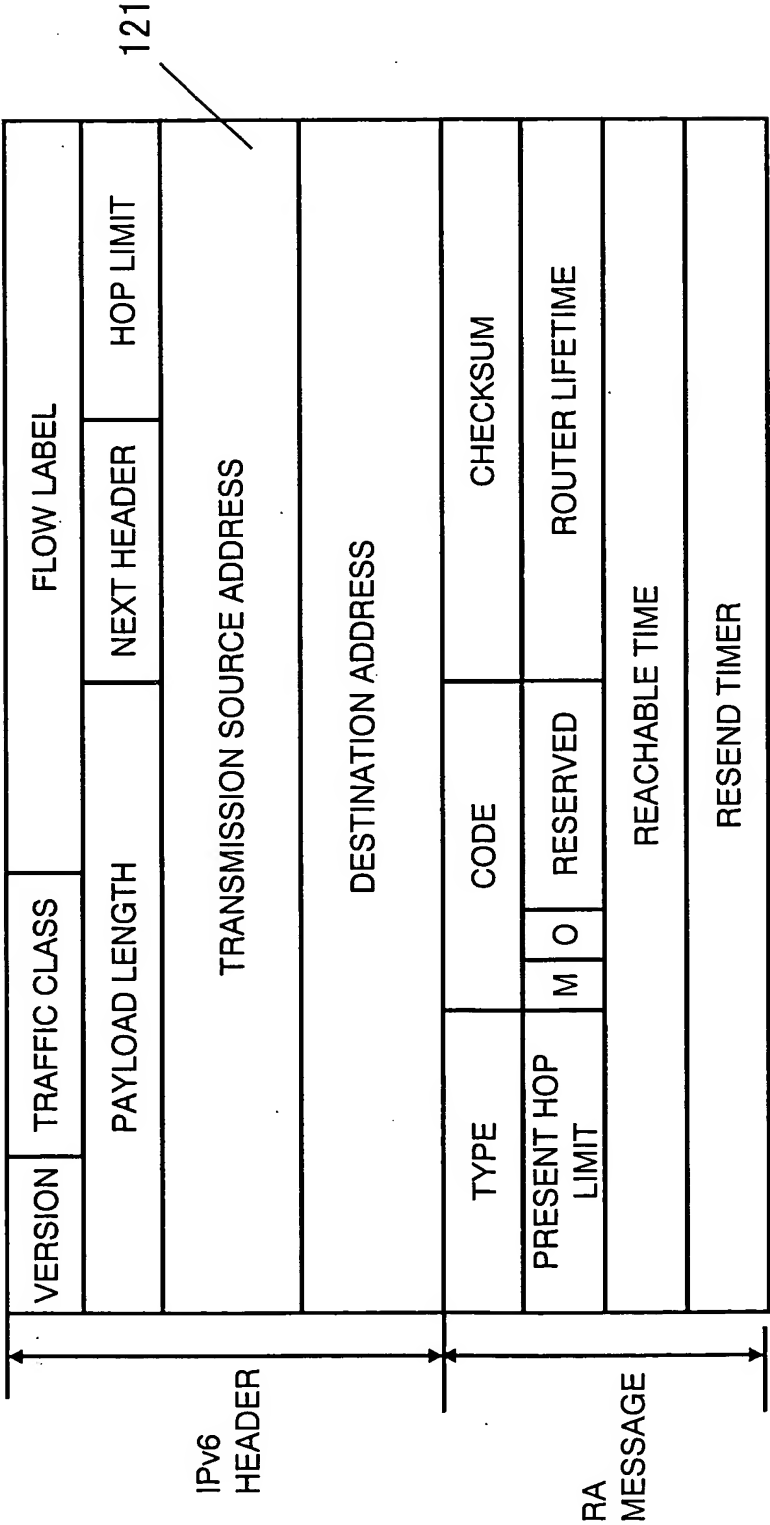 121
IPv6
HEADER
VERSION
TRAFFIC CLASS
FLOW LABEL
PAYLOAD LENGTH
NEXT HEADER
HOP LIMIT
TRANSMISSION SOURCE ADDRESS
DESTINATION ADDRESS
RA
MESSAGE
TYPE
CODE
CHECKSUM
PRESENT HOP
LIMIT
M
O
RESERVED
ROUTER LIFETIME
REACHABLE TIME
RESEND TIMER